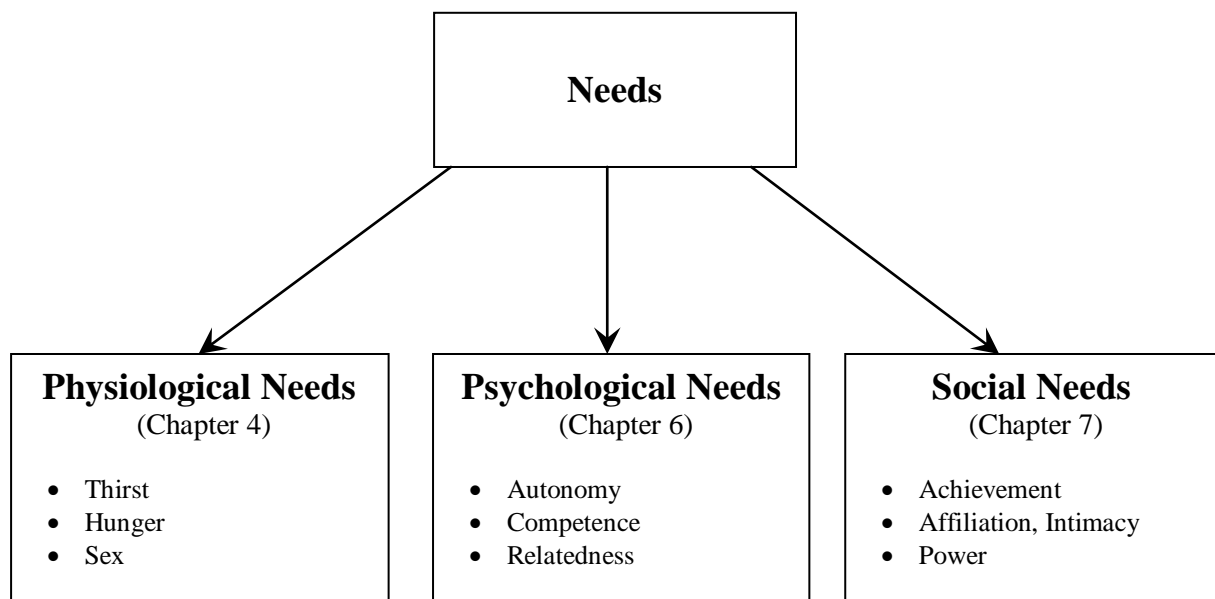 Needs
Physiological Needs
(Chapter 4)
• Thirst
• Hunger
• Sex
Psychological Needs
(Chapter 6)
• Autonomy
• Competence
• Relatedness
Social Needs
(Chapter 7)
• Achievement
• Affiliation, Intimacy
• Power